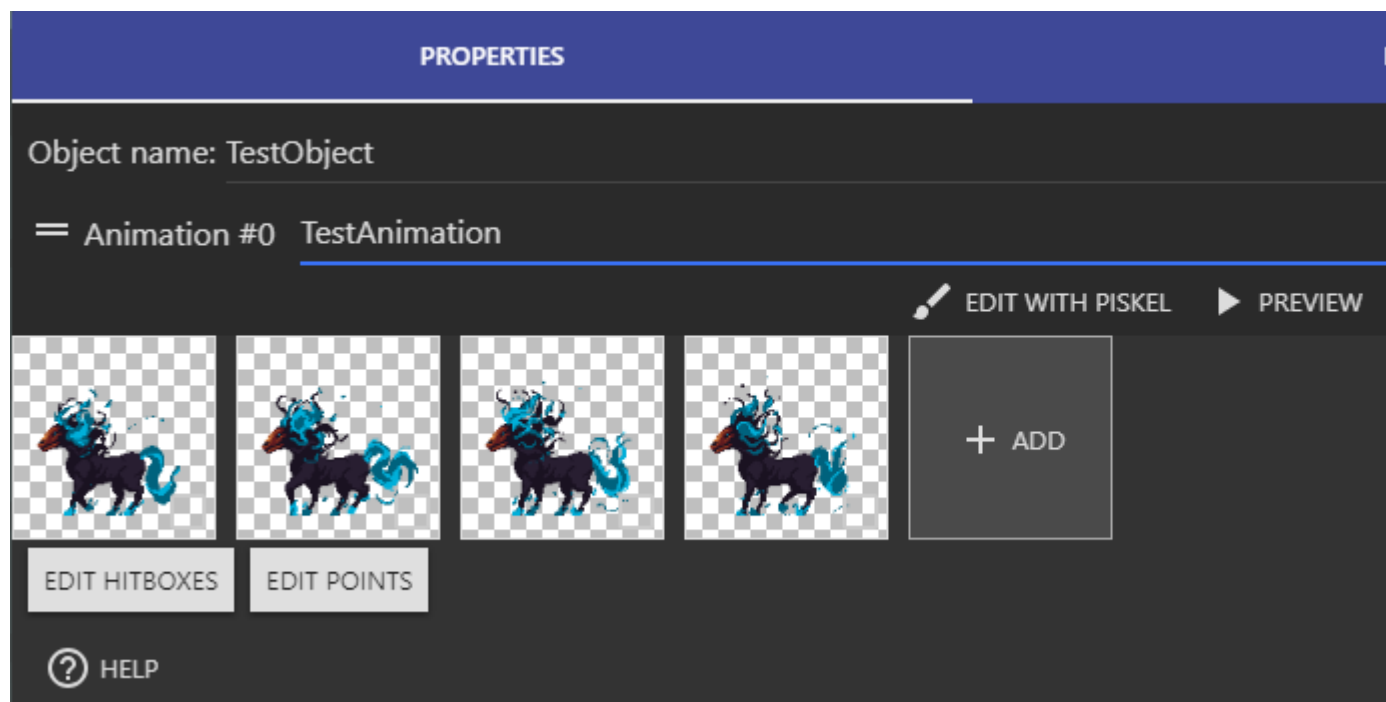 PROPERTIES
Object name: TestObject
Animation #0 TestAnimation
EDIT WITH PISKEL PREVIEW
+ ADD
EDIT HITBOXES EDIT POINTS
? HELP